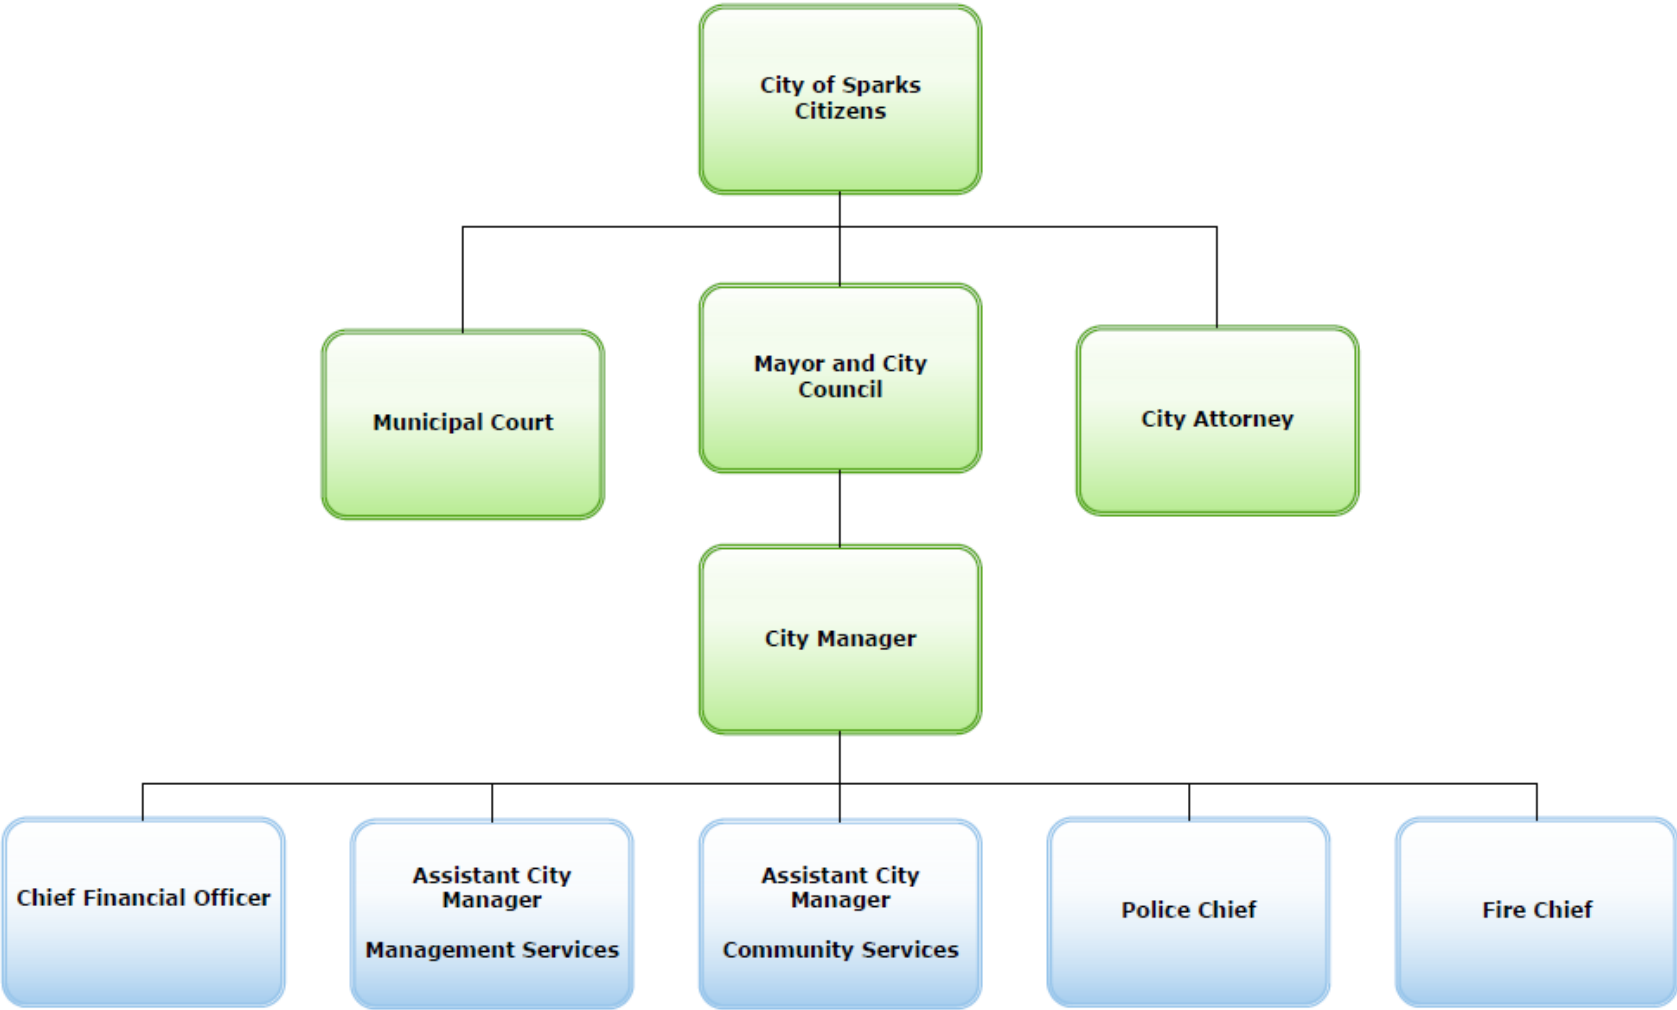 City of Sparks
Citizens
Municipal Court
Mayor and City
Council
City Attorney
City Manager
Chief Financial Officer
Assistant City
Manager
Management Services
Assistant City
Manager
Community Services
Police Chief
Fire Chief